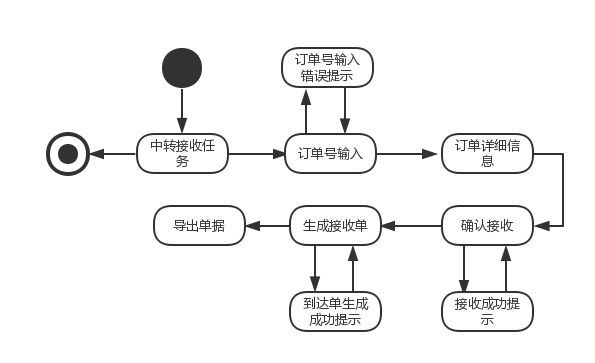 订单号输入
错误提示
中转接收任
务
订单号输入
订单详细信
息
导出单据
生成接收单
确认接收
到达单生成
成功提示
接收成功提
示